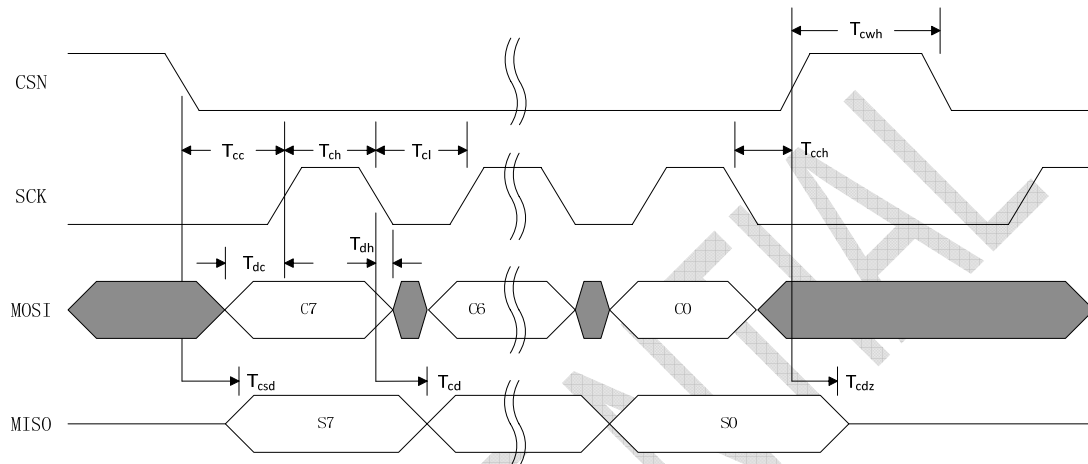 Tcwh
CSN
Tcc Tch Tcl Tcch
SCK
Tdh
Tdc
MOSI C7 C6 C0
Tcsd Tcd Tcdz
MISO S7 S0
NTIAL